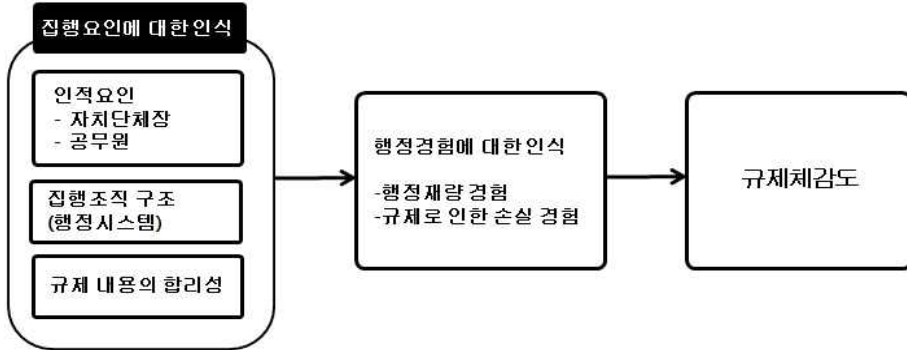 집행요인에 대한 인식
인적요인
- 자치단체장
- 공무원
집행조직 구조
(행정시스템)
규제 내용의 합리성
행정경험에 대한 인식
-행정재량 경험
-규제로 인한 손실 경험
규제체감도